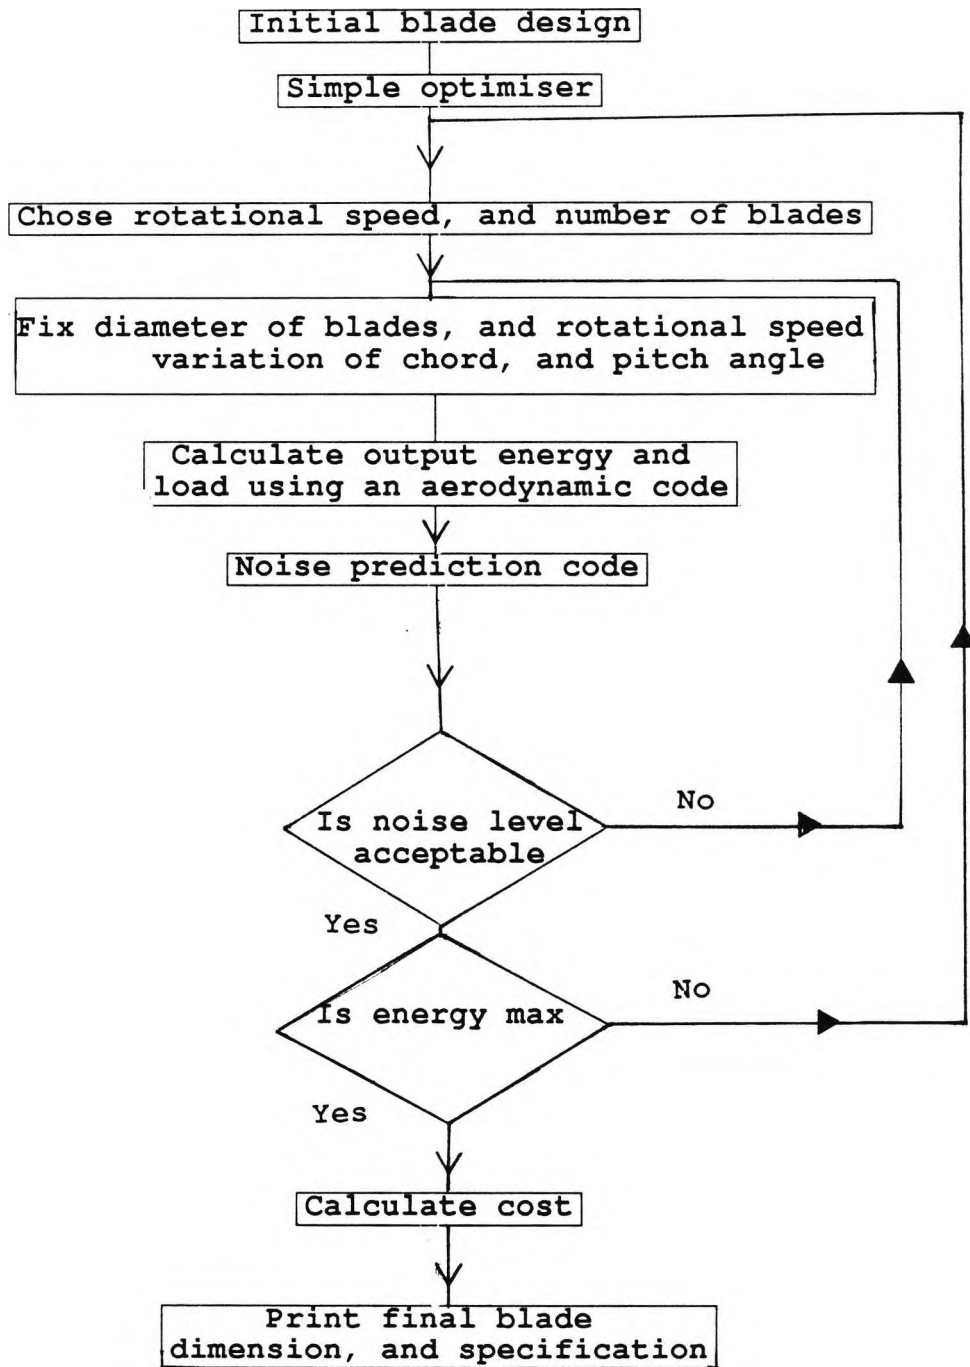 Initial blade design
Simple optimiser
Chose rotational speed, and number of blades
Fix diameter of blades, and rotational speed
variation of chord, and pitch angle
Calculate output energy and
load using an aerodynamic code
Noise prediction code
Is noise level
acceptable
No
Yes
Is energy max
No
Yes
Calculate cost
Print final blade
dimension, and specification